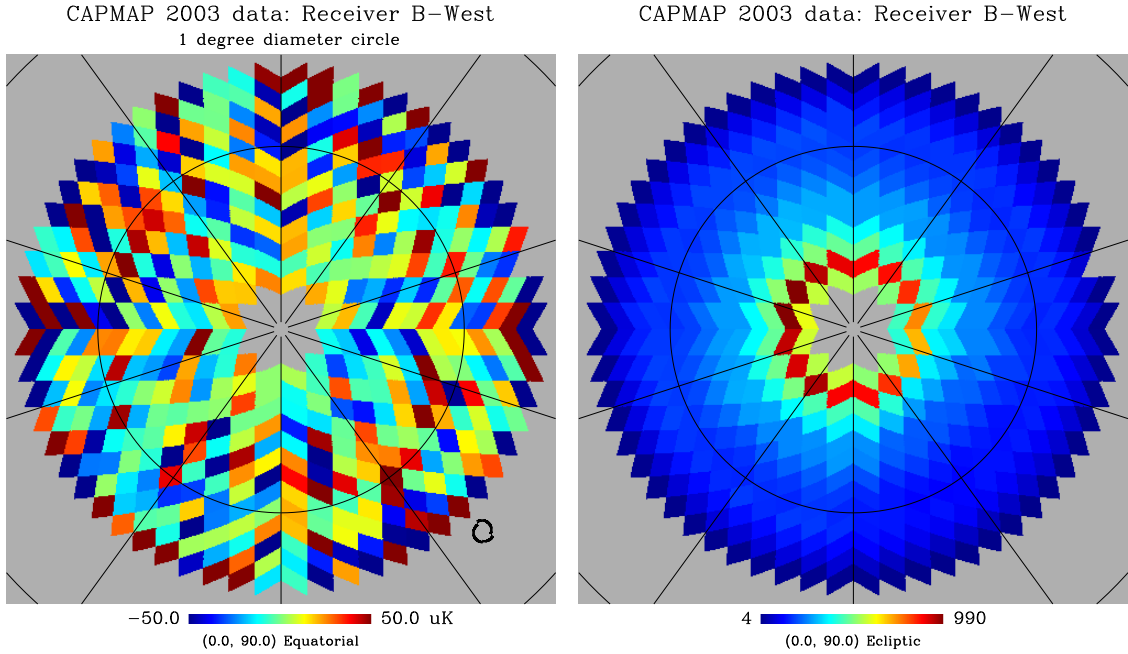 CAPMAP 2003 data: Receiver B-West
1 degree diameter circle
-50.0 50.0 uK
(0.0, 90.0) Equatorial
CAPMAP 2003 data: Receiver B-West
4 990
(0.0, 90.0) Ecliptic